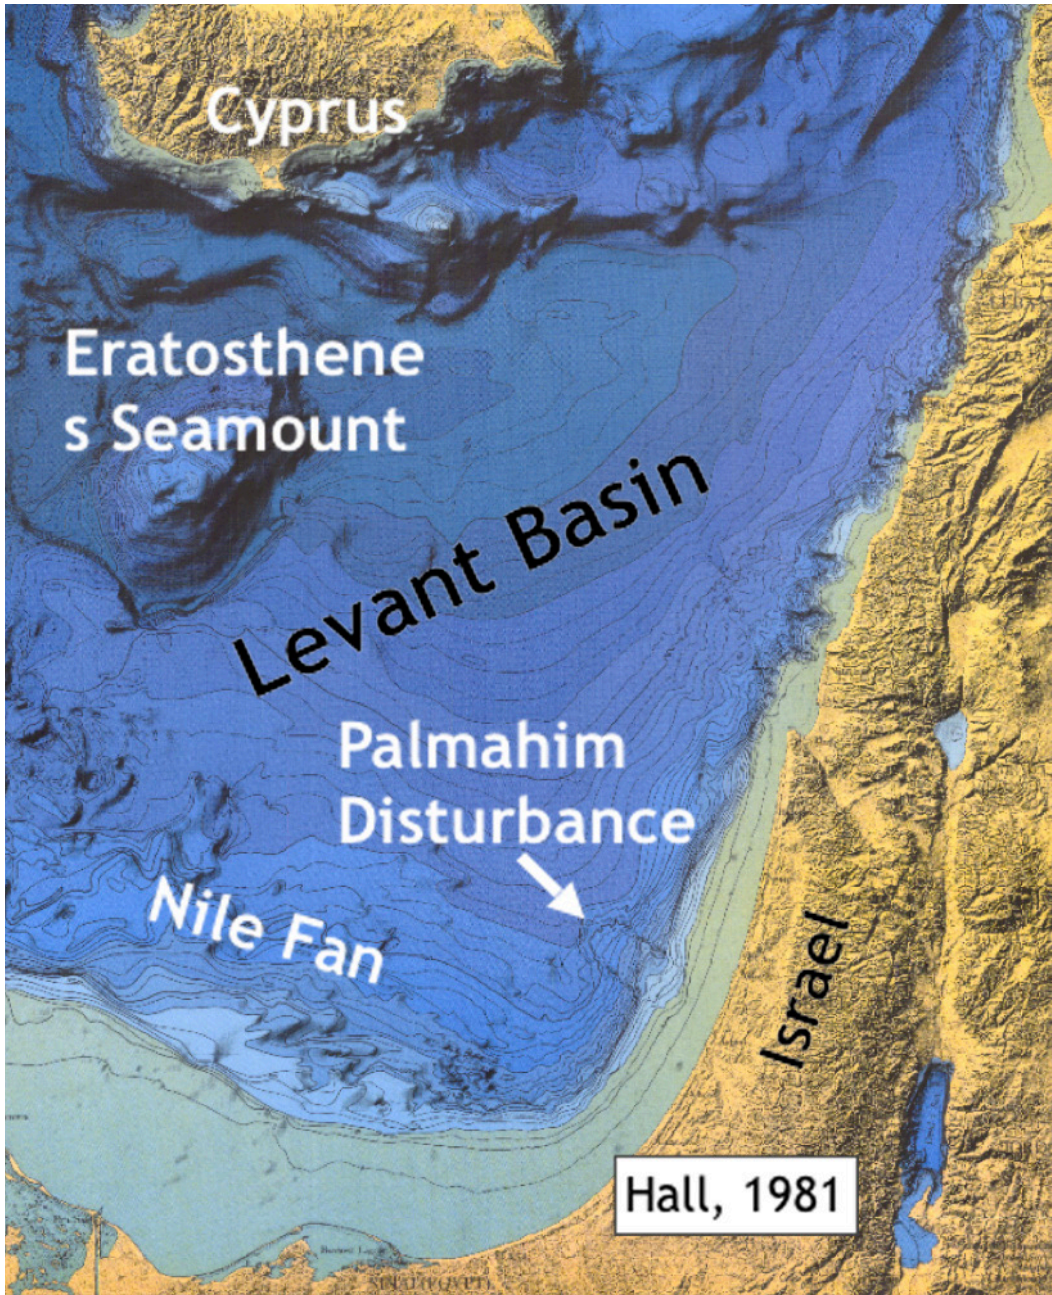 Cyprus
Eratosthene
s Seamount
Levant Basin
Palmahim
Disturbance
Nile Fan
Israel
Hall, 1981